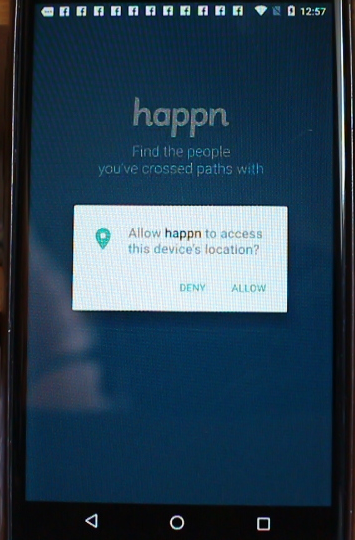 12:57
happn
Find the people
you've crossed paths with
Allow happn to access
this device's location?
DENY
ALLOW